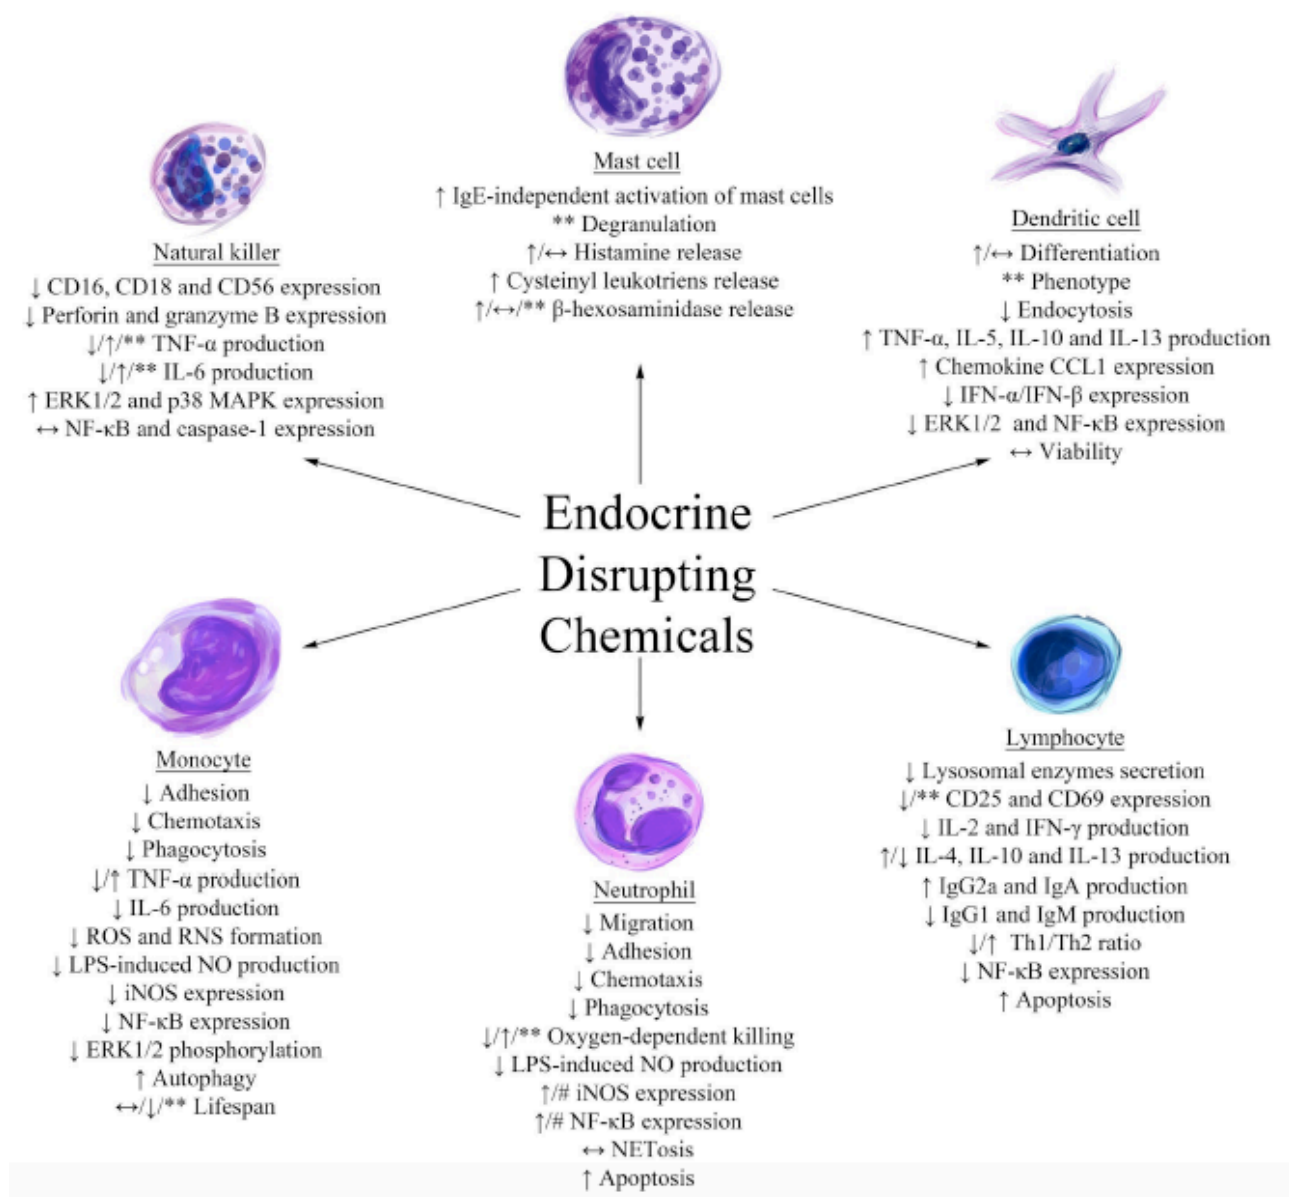 Mast cell
↑ IgE-independent activation of mast cells
** Degranulation
↑/↔ Histamine release
↑ Cysteinyl leukotriens release
↑/↔/** β-hexosaminidase release
Natural killer
↓ CD16, CD18 and CD56 expression
↓ Perforin and granzyme B expression
↓/↑/** TNF-α production
↓/↑/** IL-6 production
↑ ERK1/2 and p38 MAPK expression
↔ NF-κB and caspase-1 expression
Dendritic cell
↑/↔ Differentiation
** Phenotype
↓ Endocytosis
↑ TNF-α, IL-5, IL-10 and IL-13 production
↑ Chemokine CCL1 expression
↓ IFN-α/IFN-β expression
↓ ERK1/2 and NF-κB expression
↔ Viability
Endocrine
Disrupting
Chemicals
Monocyte
↓ Adhesion
↓ Chemotaxis
↓ Phagocytosis
↓/↑ TNF-α production
↓ IL-6 production
↓ ROS and RNS formation
↓ LPS-induced NO production
↓ iNOS expression
↓ NF-κB expression
↓ ERK1/2 phosphorylation
↑ Autophagy
↔/↓/** Lifespan
Neutrophil
↓ Migration
↓ Adhesion
↓ Chemotaxis
↓ Phagocytosis
↓/↑/** Oxygen-dependent killing
↓ LPS-induced NO production
↑/# iNOS expression
↑/# NF-κB expression
↔ NETosis
↑ Apoptosis
Lymphocyte
↓ Lysosomal enzymes secretion
↓/** CD25 and CD69 expression
↓ IL-2 and IFN-γ production
↑/↓ IL-4, IL-10 and IL-13 production
↑ IgG2a and IgA production
↓ IgG1 and IgM production
↓/↑ Th1/Th2 ratio
↓ NF-κB expression
↑ Apoptosis